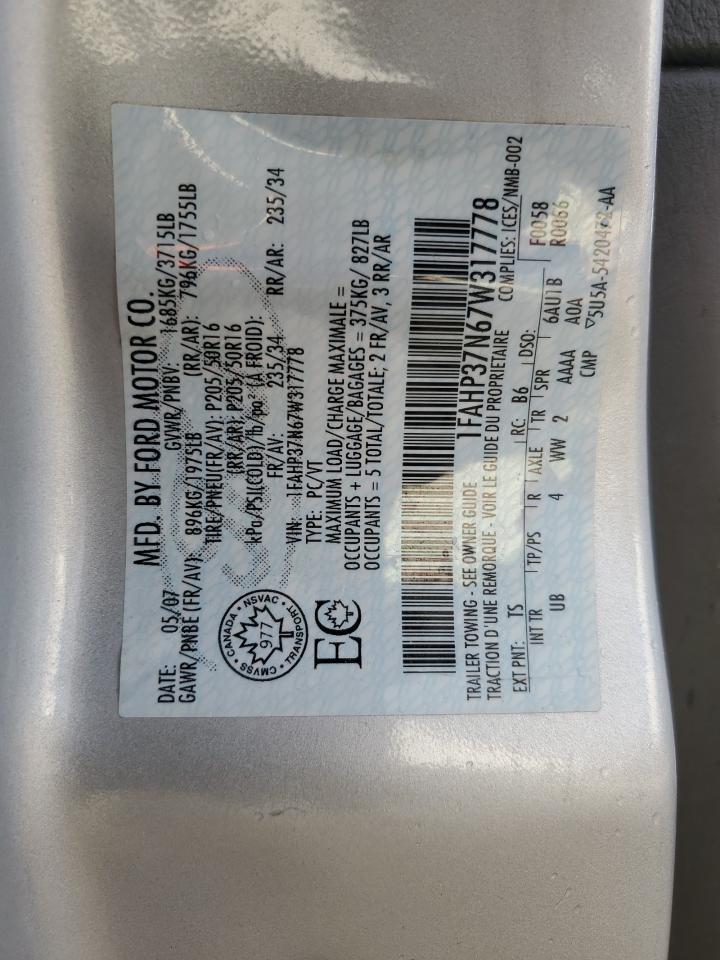 MFD. BY FORD MOTOR CO.
DATE: 05/07 GVWR/PNBV: 1685KG/3715LB
GAWR/PNBE(FR/AV): 896KG/1975LB (RR/AR): 796KG/1755LB
TIRE/PNEU(FR/AV): P205/50R16
(RR/AR): P205/50R16
kPa/PSI(COLD)/lb/po²(A FROID):
FR/AV: 235/34 RR/AR: 235/34
VIN: 1FAHP37N67W317778
TYPE: PC/VT
MAXIMUM LOAD/CHARGE MAXIMALE =
OCCUPANTS + LUGGAGE/BAGAGES = 375KG/ 827LB
OCCUPANTS = 5 TOTAL/TOTALE; 2 FR/AV, 3 RR/AR
CANADA • NSVAC • TRANSPORT • CMVSS •
977
EC
1FAHP37N67W317778
TRAILER TOWING - SEE OWNER GUIDE COMPLIES: ICES/NMB-002
TRACTION D'UNE REMORQUE - VOIR LE GUIDE DU PROPRIETAIRE
EXT PNT: TS RC: B6 DSO: F0058
R0066
INT TR TP/PS R AXLE TR SPR 6AU1B
UB 4 WW 2 AAAA A0A
CMP ▽5U5A-5420472-AA